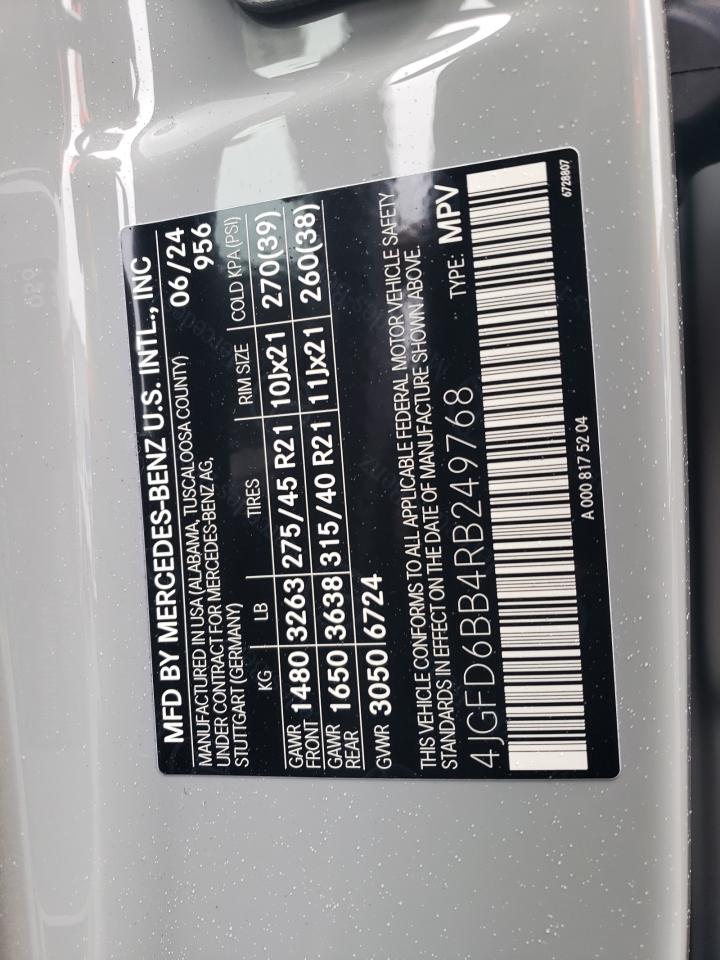 MFD BY MERCEDES-BENZ U.S. INTL., INC
MANUFACTURED IN USA (ALABAMA, TUSCALOOSA COUNTY)
UNDER CONTRACT FOR MERCEDES-BENZ AG,
STUTTGART (GERMANY)
06/24
956
KG LB TIRES RIM SIZE COLD KPA (PSI)
GAWR FRONT 1480 3263 275/45 R21 10Jx21 270(39)
GAWR REAR 1650 3638 315/40 R21 11Jx21 260(38)
GVWR 3050 6724
THIS VEHICLE CONFORMS TO ALL APPLICABLE FEDERAL MOTOR VEHICLE SAFETY
STANDARDS IN EFFECT ON THE DATE OF MANUFACTURE SHOWN ABOVE.
4JGFD6BB4RB249768 TYPE: MPV
A 000 817 52 04
6728807